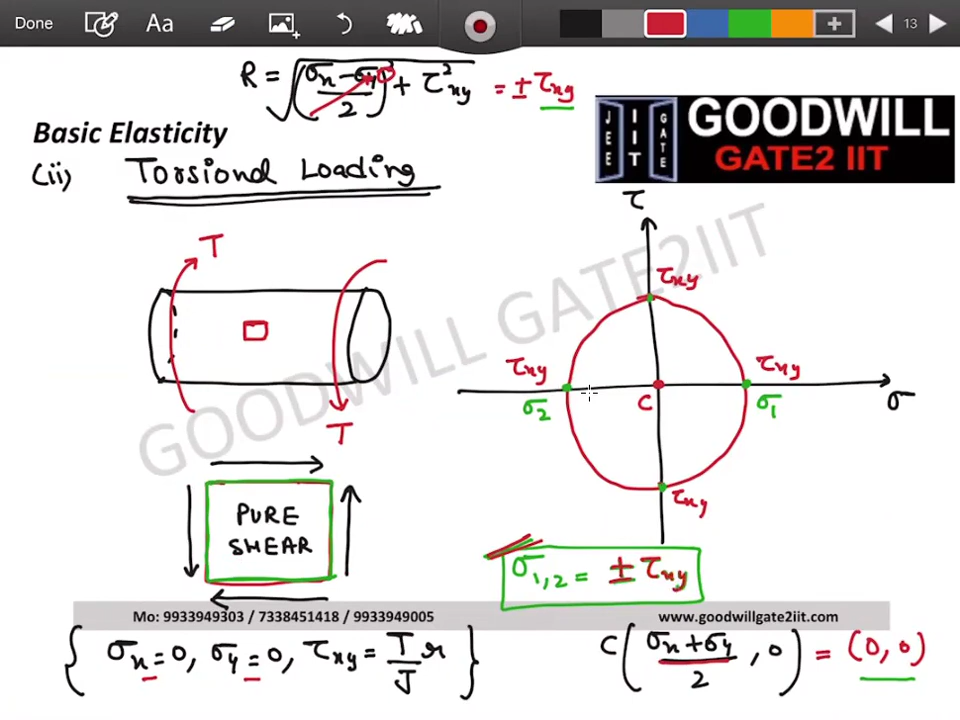 Done
Aa
13
R = √((σx − σy / 2)⁰ + τ²xy) = ± τxy
Basic Elasticity
(ii) Torsional Loading
JEE
IIT
GATE
GOODWILL
GATE2 IIT
GOODWILL GATE2IIT
T
T
τ
τxy
τxy
τxy
σ2
C
σ1
σ
τxy
PURE
SHEAR
σ1,2 = ± τxy
Mo: 9933949303 / 7338451418 / 9933949005
www.goodwillgate2iit.com
{ σx = 0, σy = 0, τxy = T/J r }
C ( σx + σy / 2 , 0 ) = (0, 0)